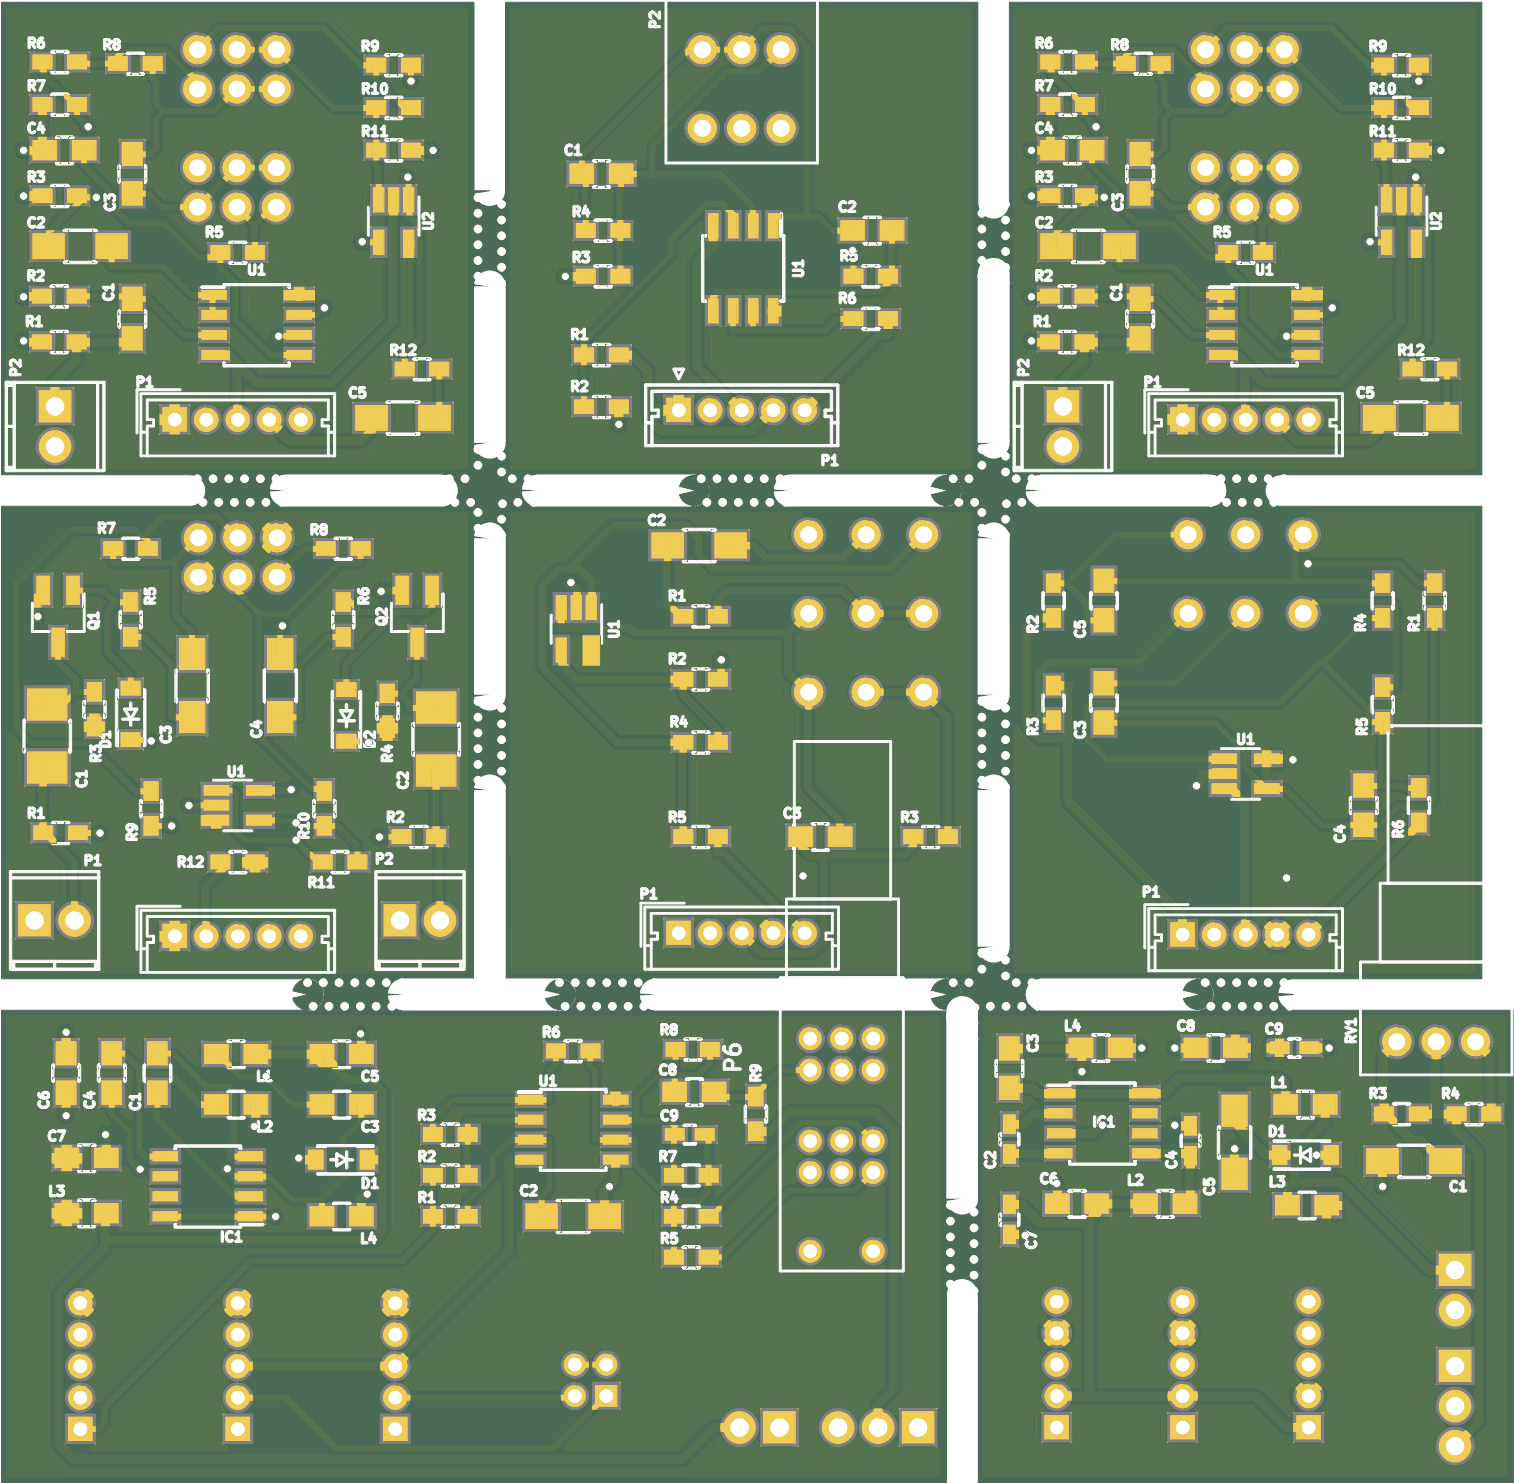 R6 R8 R9
R7 R10
C4 R11
R3 C3
C2 U2
R5
R2 C1 U1
R1 R12
P2 P1 C5
P2
C1
R4 C2
R3 U1 R5
R6
R1
R2
P1
R6 R8 R9
R7 R10
C4 R11
R3 C3
C2 U2
R5
R2 C1 U1
R1 R12
P2 P1 C5
R7 R8
Q1 R5 R6 Q2
R3 D1 C3 C4 R4
C1 U1 C2
R1 R9 R10 R2
R12 R11
P1 P2
C2
R1
U1
R2
R4
R5 C3 R3
P1
R2 C5 R4 R1
R3 C3 R5
U1
C4 R6
P1
C6 C4 C1 L1 C5
L2 C3
C7
L3 D1
IC1 L4
R6 R8 P6
U1 C8 R9
R3 C9
R2 R7
R1 C2 R4
R5
C3 L4 C8 C9 RV1
L1 R3 R4
IC1
C2 C4 D1
C6 L2 C5 L3 C1
C7